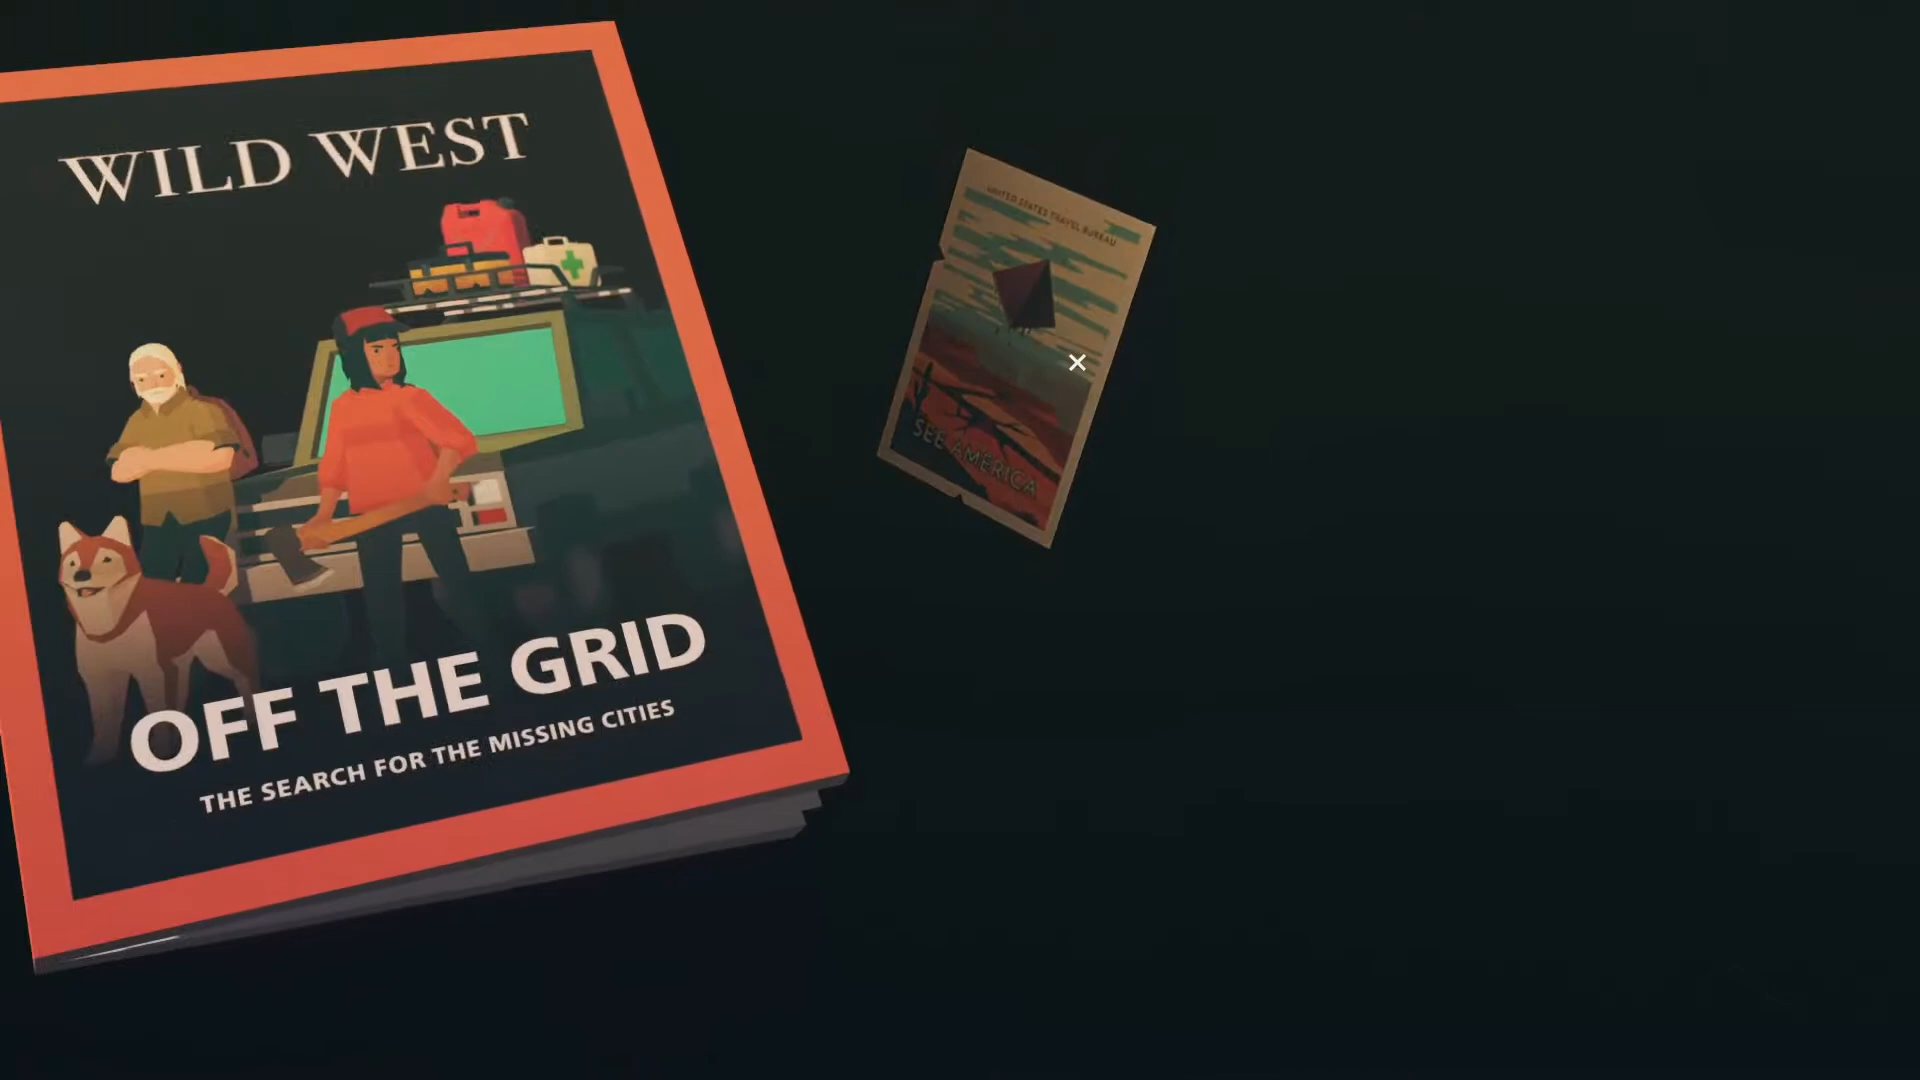 WILD WEST
OFF THE GRID
THE SEARCH FOR THE MISSING CITIES
UNITED STATES TRAVEL BUREAU
SEE AMERICA